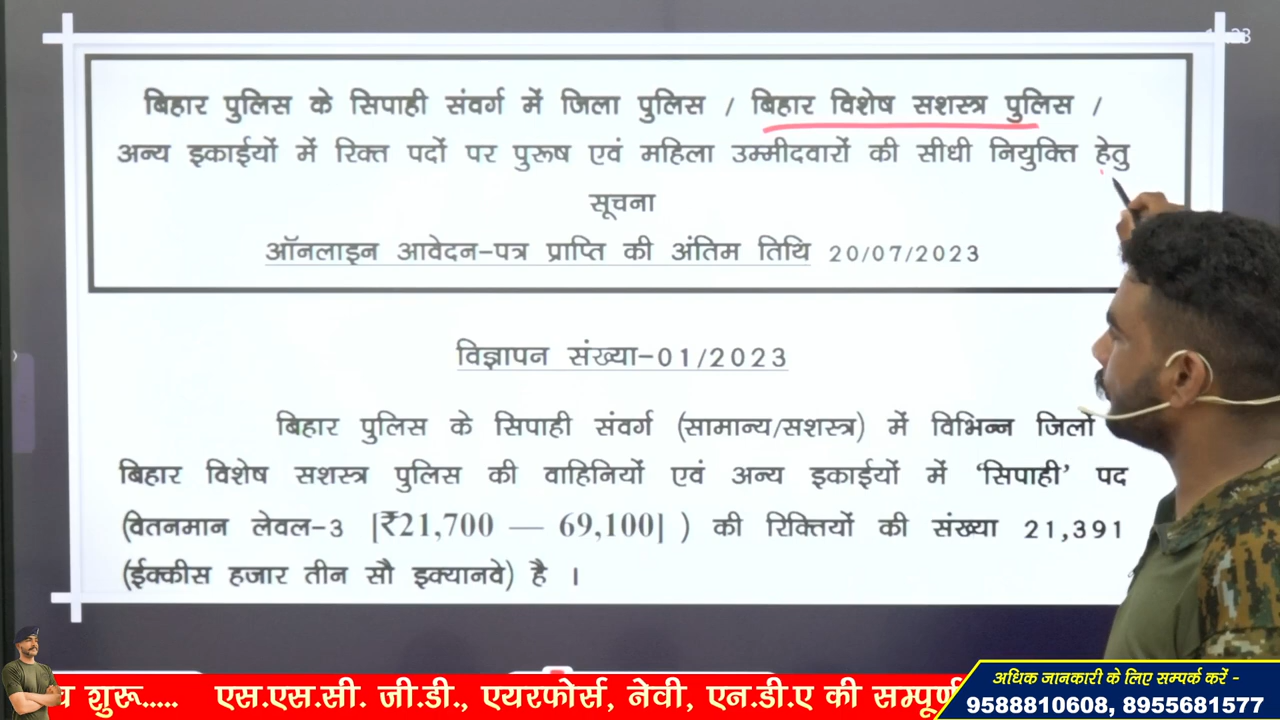 बिहार पुलिस के सिपाही संवर्ग में जिला पुलिस / बिहार विशेष सशस्त्र पुलिस /
अन्य इकाईयों में रिक्त पदों पर पुरूष एवं महिला उम्मीदवारों की सीधी नियुक्ति हेतु
सूचना
ऑनलाइन आवेदन-पत्र प्राप्ति की अंतिम तिथि 20/07/2023
विज्ञापन संख्या-01/2023
बिहार पुलिस के सिपाही संवर्ग (सामान्य/सशस्त्र) में विभिन्न जिलों
बिहार विशेष सशस्त्र पुलिस की वाहिनियों एवं अन्य इकाईयों में 'सिपाही' पद
(वेतनमान लेवल-3 [₹21,700 — 69,100] ) की रिक्तियों की संख्या 21,391
(ईक्कीस हजार तीन सौ इक्यानवे) है ।
शुरू..... एस.एस.सी. जी.डी., एयरफोर्स, नेवी, एन.डी.ए की सम्पूर्ण
अधिक जानकारी के लिए सम्पर्क करें -
9588810608, 8955681577